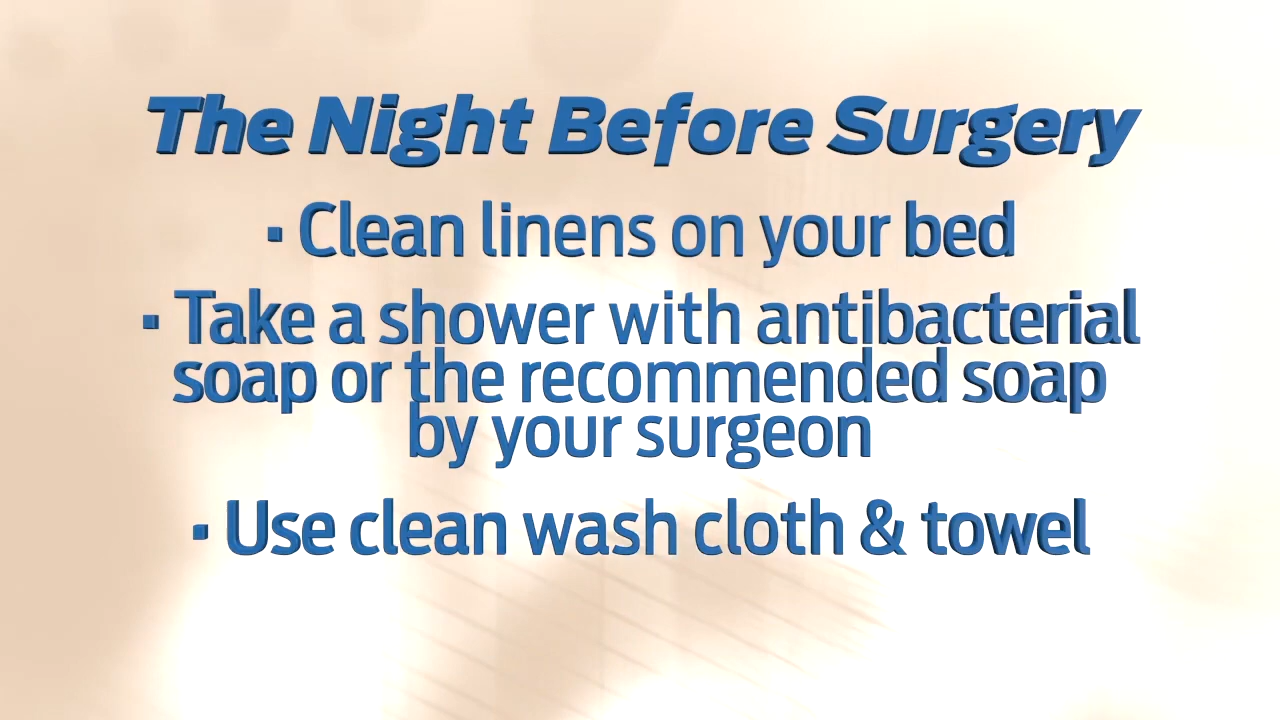 The Night Before Surgery
▪ Clean linens on your bed
▪ Take a shower with antibacterial
soap or the recommended soap
by your surgeon
▪ Use clean wash cloth & towel